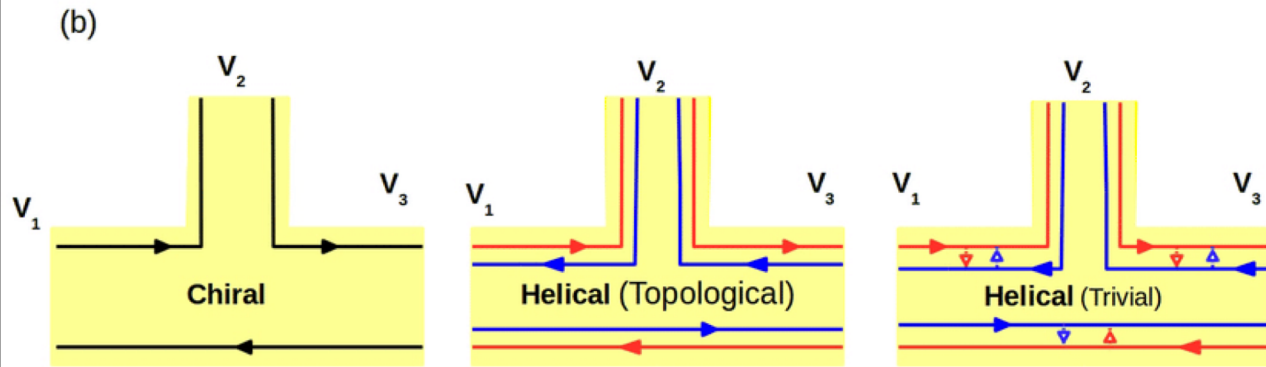 (b)
V2
V1
V3
Chiral
V2
V1
V3
Helical (Topological)
V2
V1
V3
Helical (Trivial)